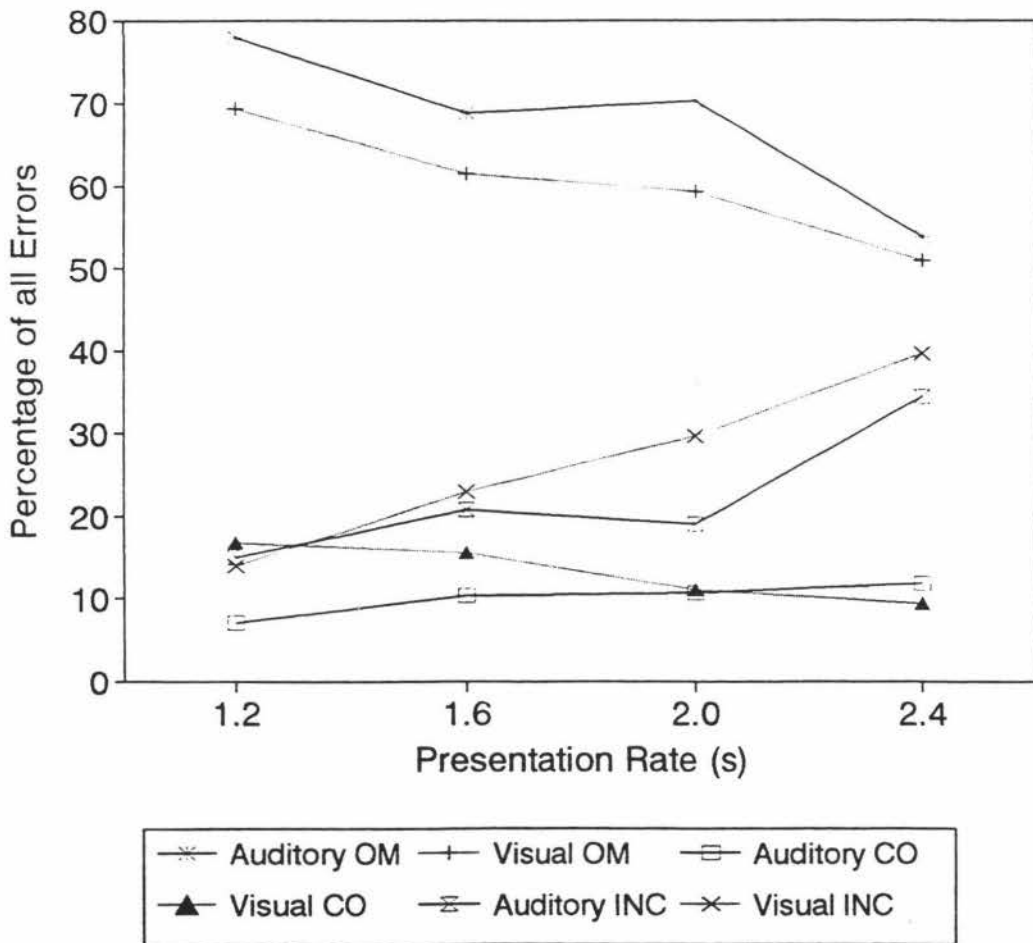 80
70
60
50
40
30
20
10
0
Percentage of all Errors
1.2 1.6 2.0 2.4
Presentation Rate (s)
Auditory OM Visual OM Auditory CO
Visual CO Auditory INC Visual INC